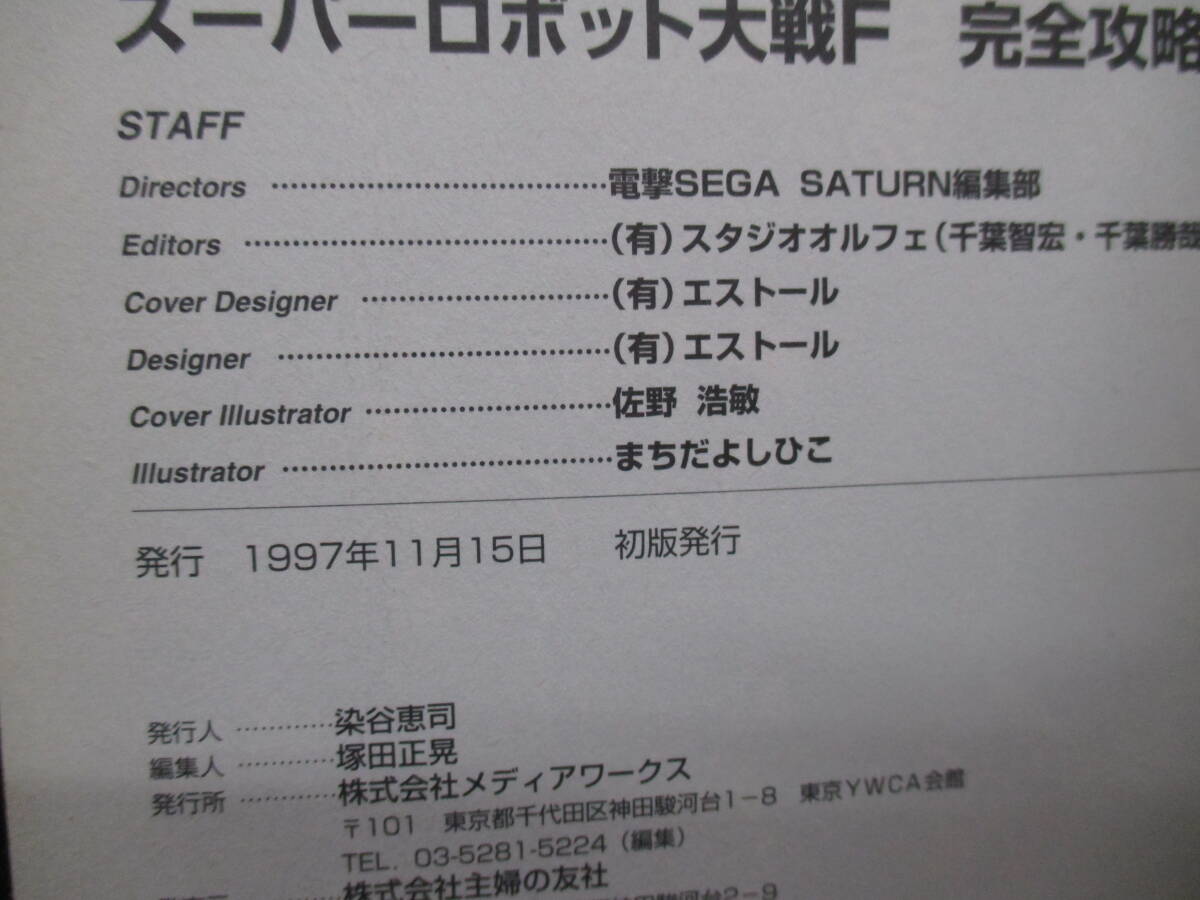 スーパーロボット大戦F 完全攻略
STAFF
Directors ……………………………電撃SEGA SATURN編集部
Editors ………………………………(有)スタジオオルフェ(千葉智宏・千葉勝哉
Cover Designer ……………………(有)エストール
Designer ……………………………(有)エストール
Cover Illustrator ……………………佐野 浩敏
Illustrator ……………………………まちだよしひこ
発行 1997年11月15日 初版発行
発行人 …………染谷恵司
編集人 …………塚田正晃
発行所 …………株式会社メディアワークス
〒101 東京都千代田区神田駿河台1−8 東京YWCA会館
TEL. 03-5281-5224(編集)
株式会社主婦の友社
神田駿河台2−9